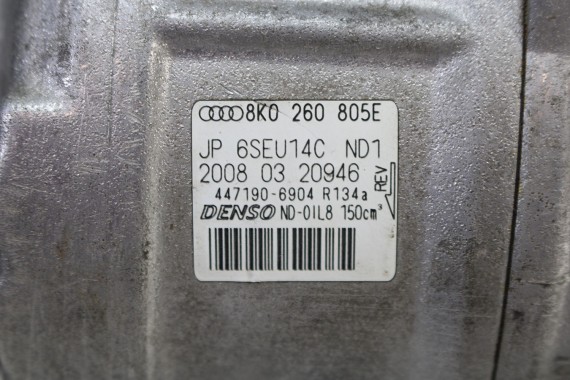 8K0 260 805E
JP 6SEU14C ND1
2008 03 20946
REV
447190-6904 R134a
DENSO ND-OIL8 150cm³